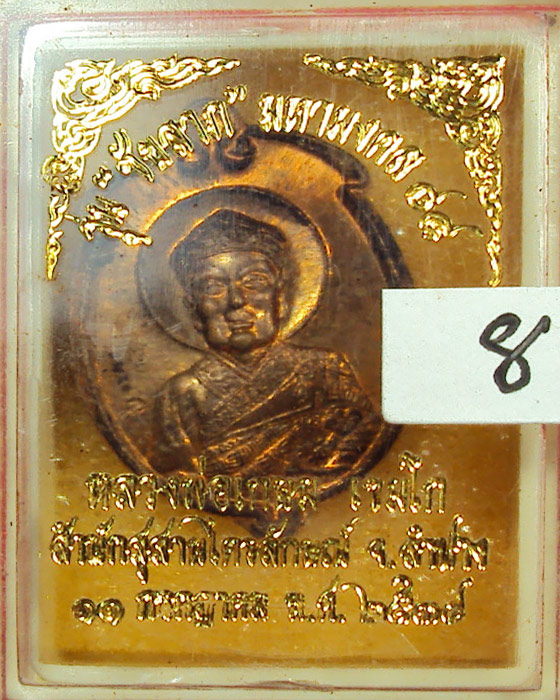 มหามงคล
8
หลวงพ่อเกษม เขมโก
สำนักสุสานไตรลักษณ์ จ.ลำปาง
๑๑ กรกฎาคม พ.ศ.